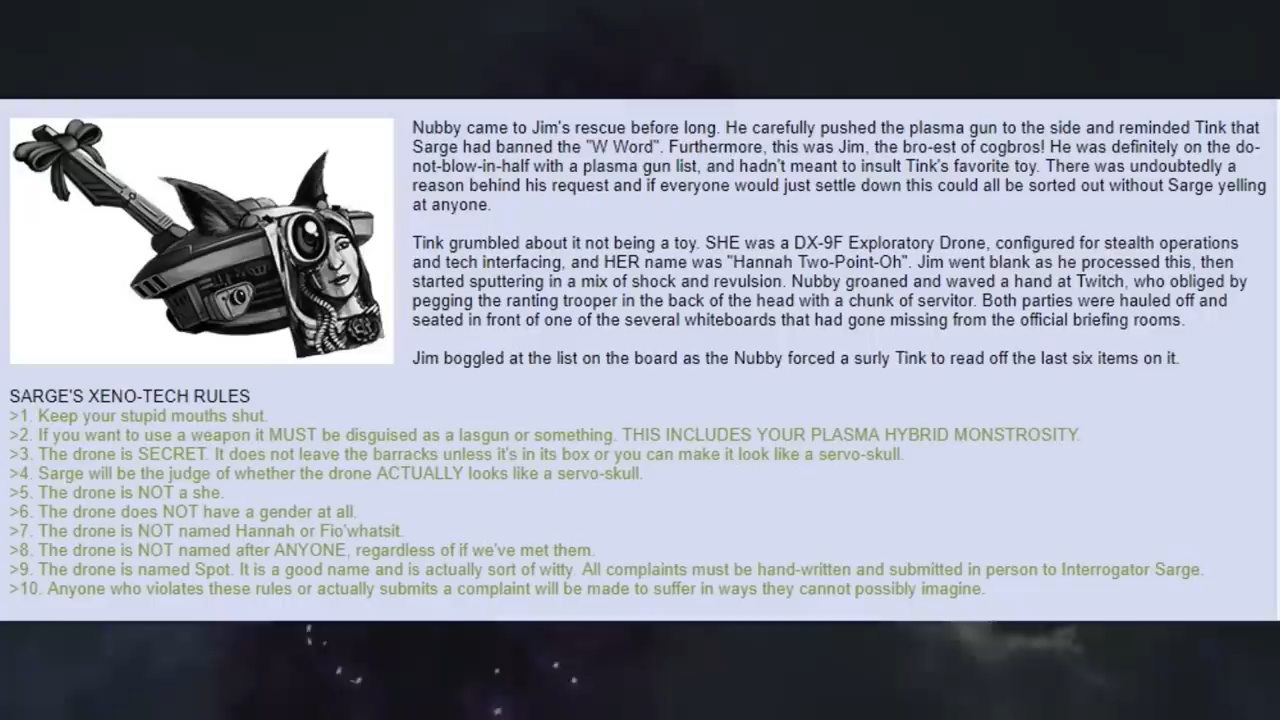 Nubby came to Jim's rescue before long. He carefully pushed the plasma gun to the side and reminded Tink that
Sarge had banned the "W Word". Furthermore, this was Jim, the bro-est of cogbros! He was definitely on the do-
not-blow-in-half with a plasma gun list, and hadn't meant to insult Tink's favorite toy. There was undoubtedly a
reason behind his request and if everyone would just settle down this could all be sorted out without Sarge yelling
at anyone.
Tink grumbled about it not being a toy. SHE was a DX-9F Exploratory Drone, configured for stealth operations
and tech interfacing, and HER name was "Hannah Two-Point-Oh". Jim went blank as he processed this, then
started sputtering in a mix of shock and revulsion. Nubby groaned and waved a hand at Twitch, who obliged by
pegging the ranting trooper in the back of the head with a chunk of servitor. Both parties were hauled off and
seated in front of one of the several whiteboards that had gone missing from the official briefing rooms.
Jim boggled at the list on the board as the Nubby forced a surly Tink to read off the last six items on it.
SARGE'S XENO-TECH RULES
>1. Keep your stupid mouths shut.
>2. If you want to use a weapon it MUST be disguised as a lasgun or something. THIS INCLUDES YOUR PLASMA HYBRID MONSTROSITY.
>3. The drone is SECRET. It does not leave the barracks unless it's in its box or you can make it look like a servo-skull.
>4. Sarge will be the judge of whether the drone ACTUALLY looks like a servo-skull.
>5. The drone is NOT a she.
>6. The drone does NOT have a gender at all.
>7. The drone is NOT named Hannah or Fio'whatsit.
>8. The drone is NOT named after ANYONE, regardless of if we've met them.
>9. The drone is named Spot. It is a good name and is actually sort of witty. All complaints must be hand-written and submitted in person to Interrogator Sarge.
>10. Anyone who violates these rules or actually submits a complaint will be made to suffer in ways they cannot possibly imagine.